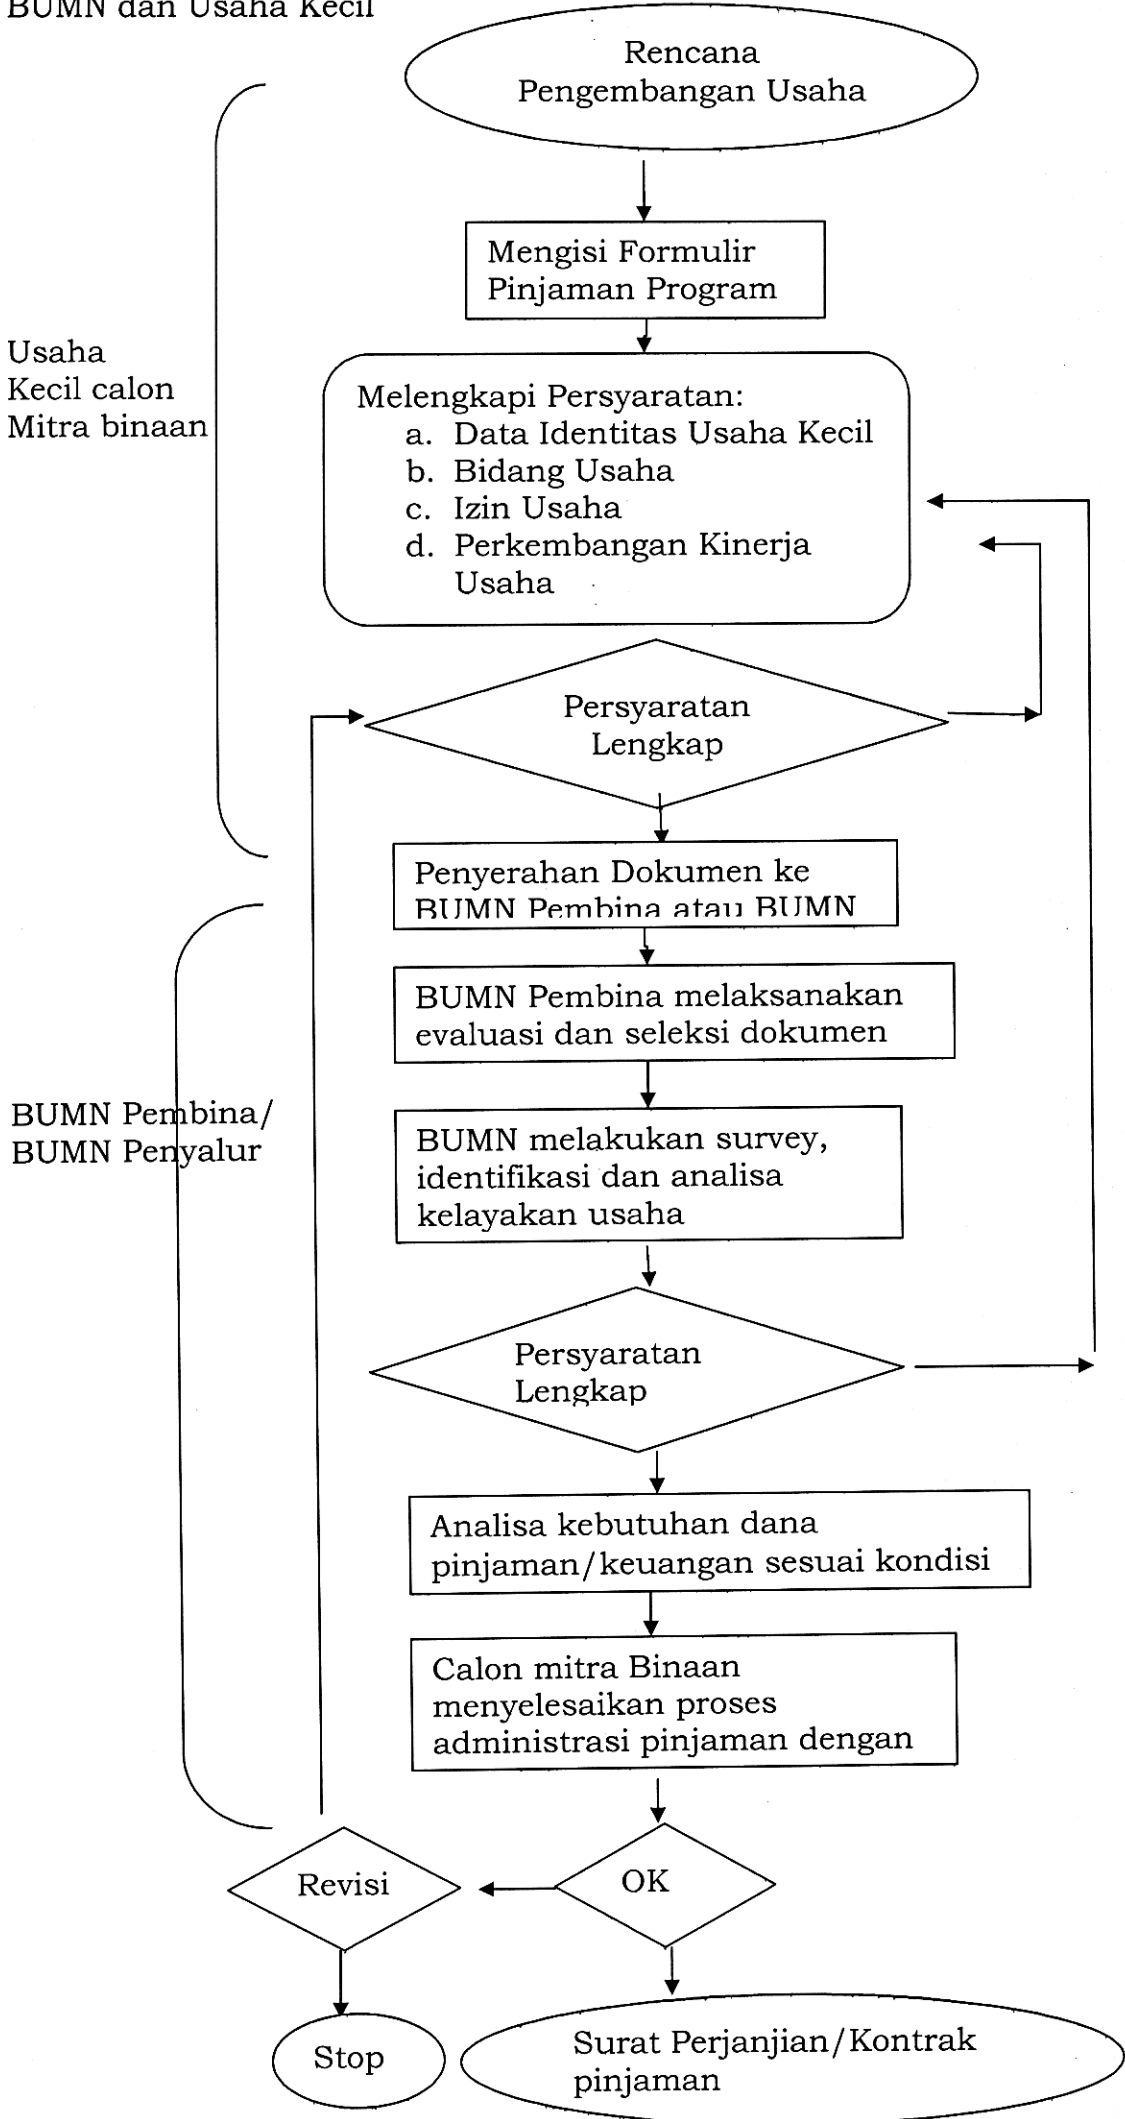 BUMN dan Usaha Kecil
Rencana
Pengembangan Usaha
Mengisi Formulir
Pinjaman Program
Usaha
Kecil calon
Mitra binaan
Melengkapi Persyaratan:
a. Data Identitas Usaha Kecil
b. Bidang Usaha
c. Izin Usaha
d. Perkembangan Kinerja
Usaha
Persyaratan
Lengkap
Penyerahan Dokumen ke
BUMN Pembina atau BUMN
BUMN Pembina melaksanakan
evaluasi dan seleksi dokumen
BUMN Pembina/
BUMN Penyalur
BUMN melakukan survey,
identifikasi dan analisa
kelayakan usaha
Persyaratan
Lengkap
Analisa kebutuhan dana
pinjaman/keuangan sesuai kondisi
Calon mitra Binaan
menyelesaikan proses
administrasi pinjaman dengan
Revisi
OK
Stop
Surat Perjanjian/Kontrak
pinjaman